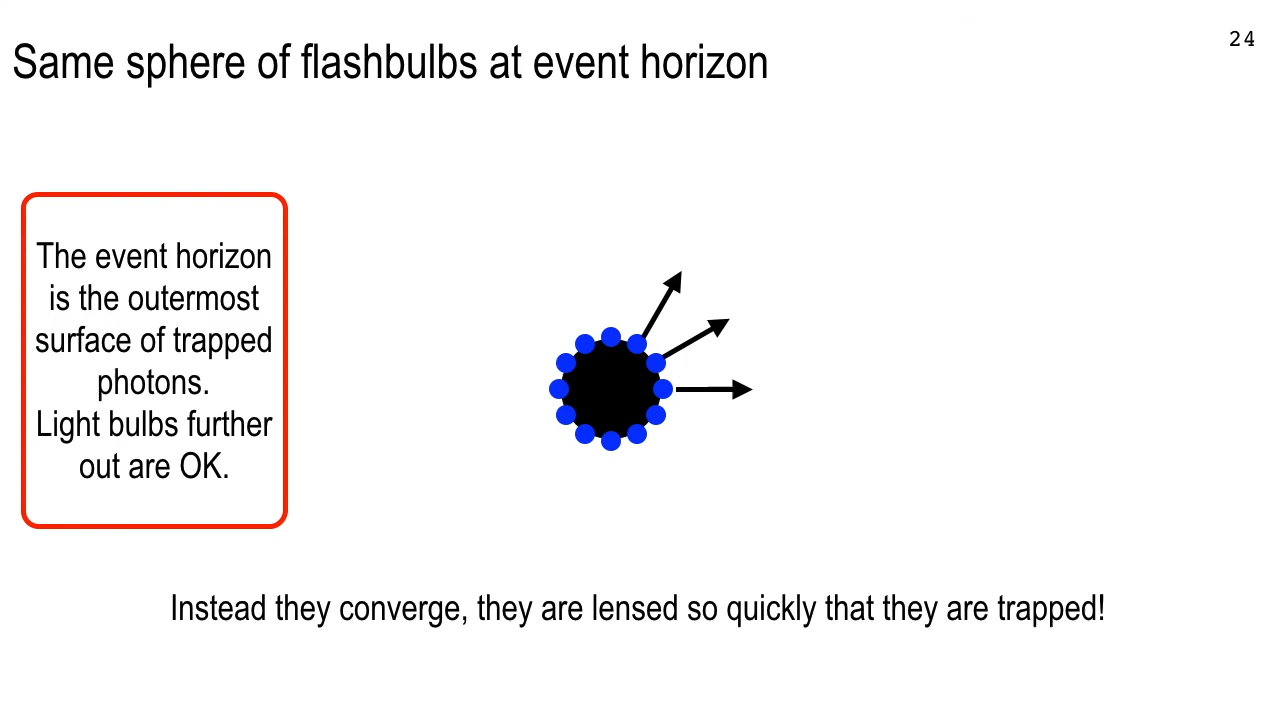 24
Same sphere of flashbulbs at event horizon
The event horizon
is the outermost
surface of trapped
photons.
Light bulbs further
out are OK.
Instead they converge, they are lensed so quickly that they are trapped!